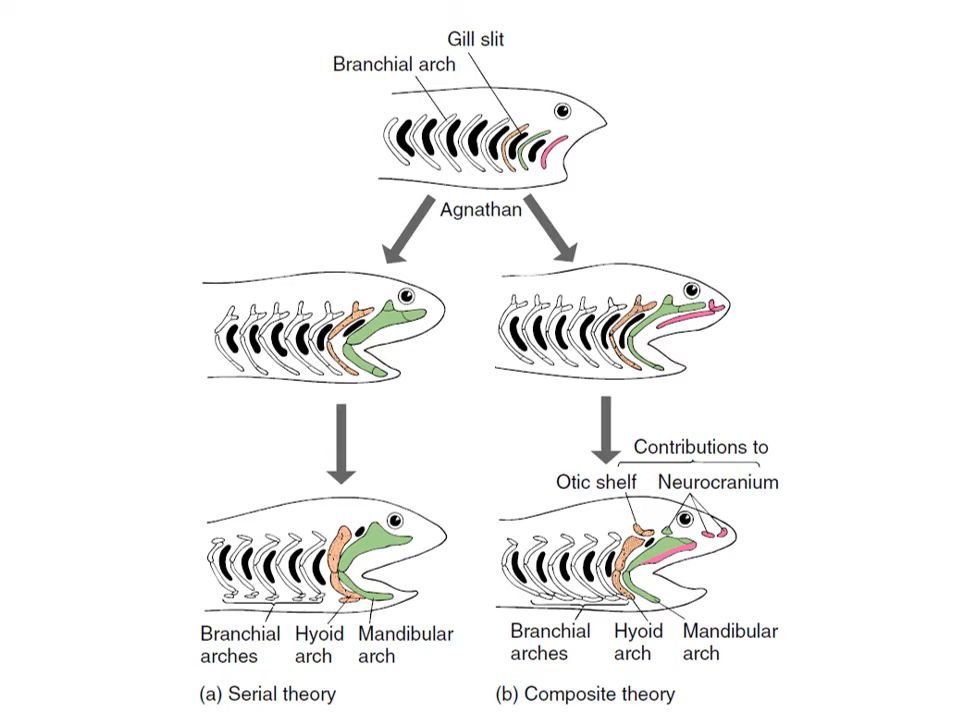 Gill slit
Branchial arch
Agnathan
Contributions to
Otic shelf Neurocranium
Branchial arches
Hyoid arch
Mandibular arch
Branchial arches
Hyoid arch
Mandibular arch
(a) Serial theory
(b) Composite theory